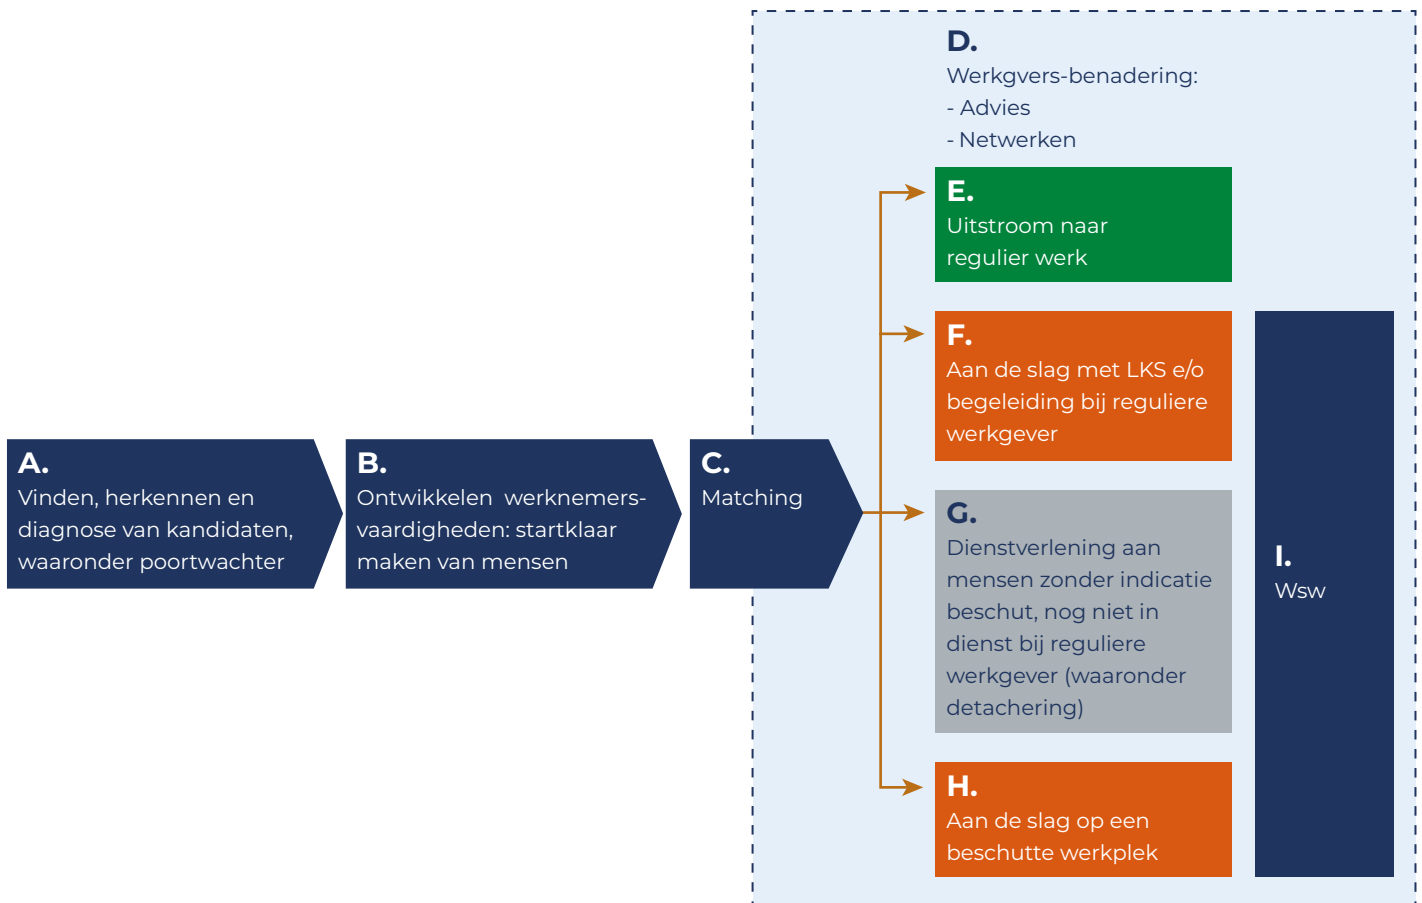 D.
Werkgvers-benadering:
- Advies
- Netwerken
E.
Uitstroom naar
regulier werk
F.
Aan de slag met LKS e/o
begeleiding bij reguliere
werkgever
A.
Vinden, herkennen en
diagnose van kandidaten,
waaronder poortwachter
B.
Ontwikkelen werknemers-
vaardigheden: startklaar
maken van mensen
C.
Matching
G.
Dienstverlening aan
mensen zonder indicatie
beschut, nog niet in
dienst bij reguliere
werkgever (waaronder
detachering)
H.
Aan de slag op een
beschutte werkplek
I.
Wsw